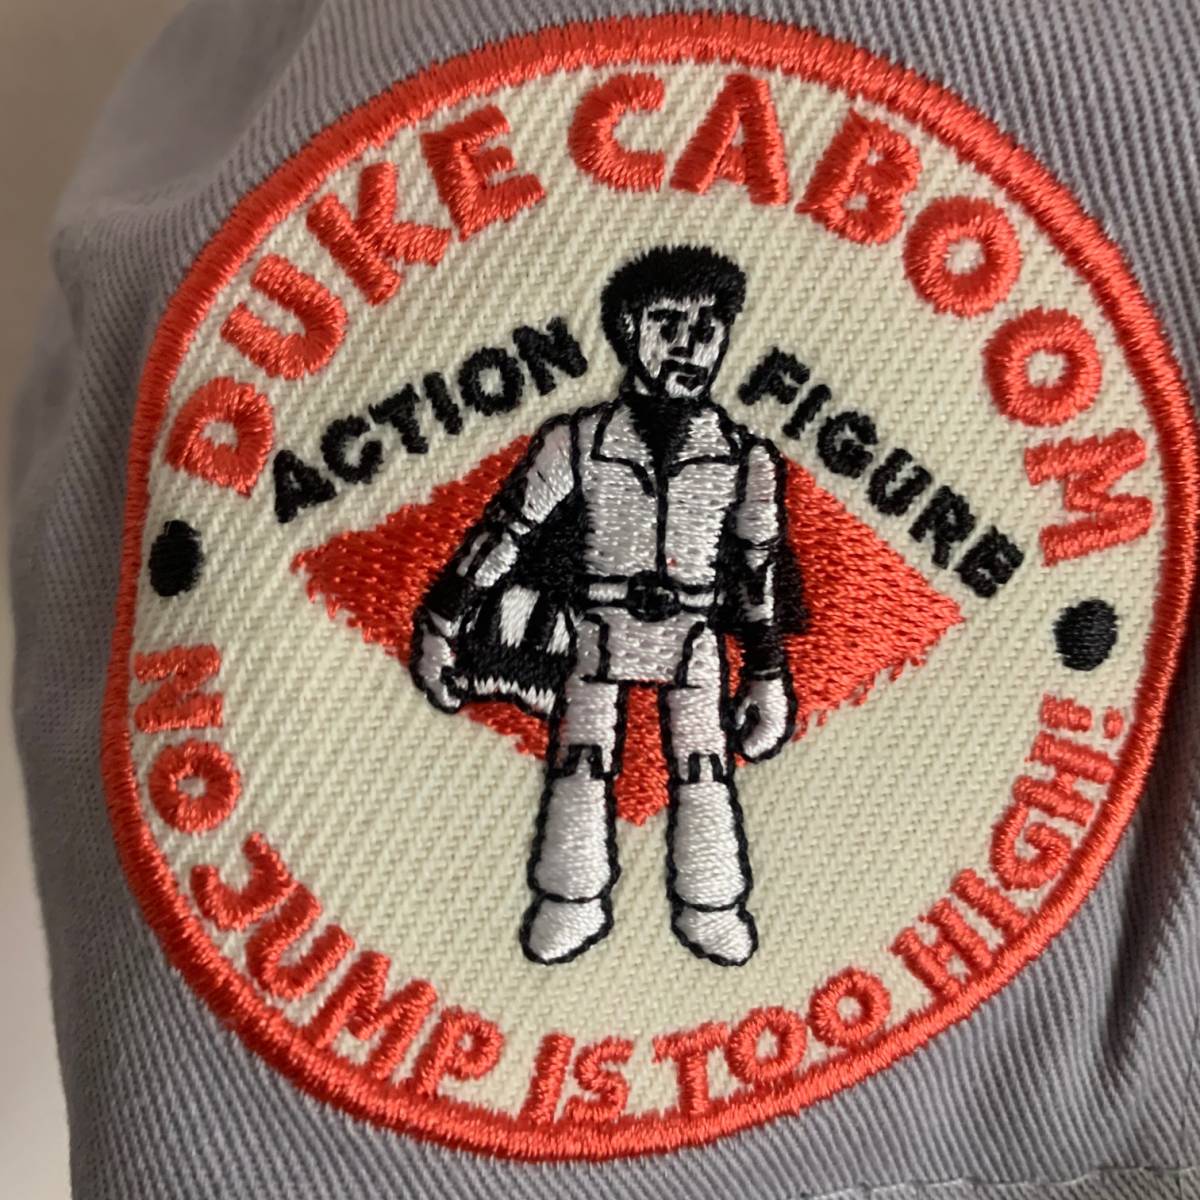 DUKE CABOOM
ACTION FIGURE
NO JUMP IS TOO HIGH!